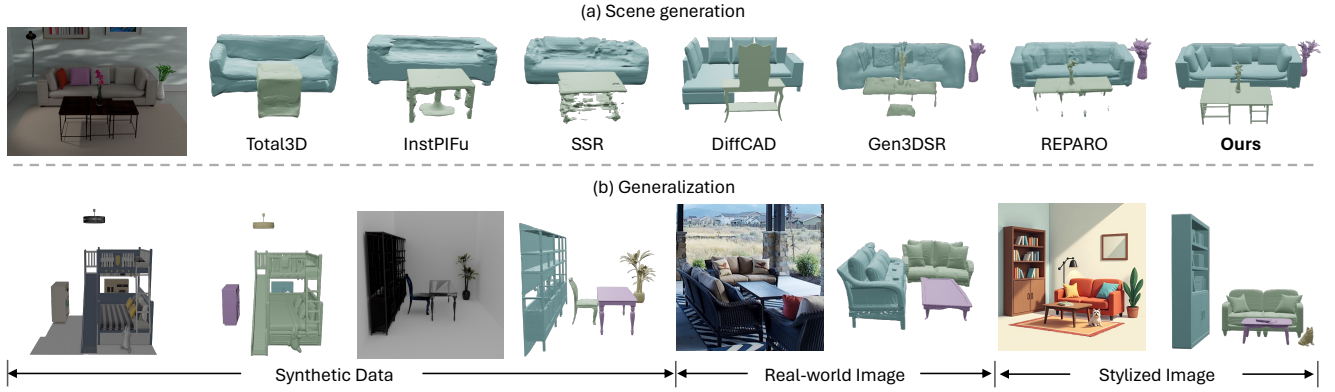 (a) Scene generation
Total3D InstPIFu SSR DiffCAD Gen3DSR REPARO Ours
(b) Generalization
Synthetic Data Real-world Image Stylized Image